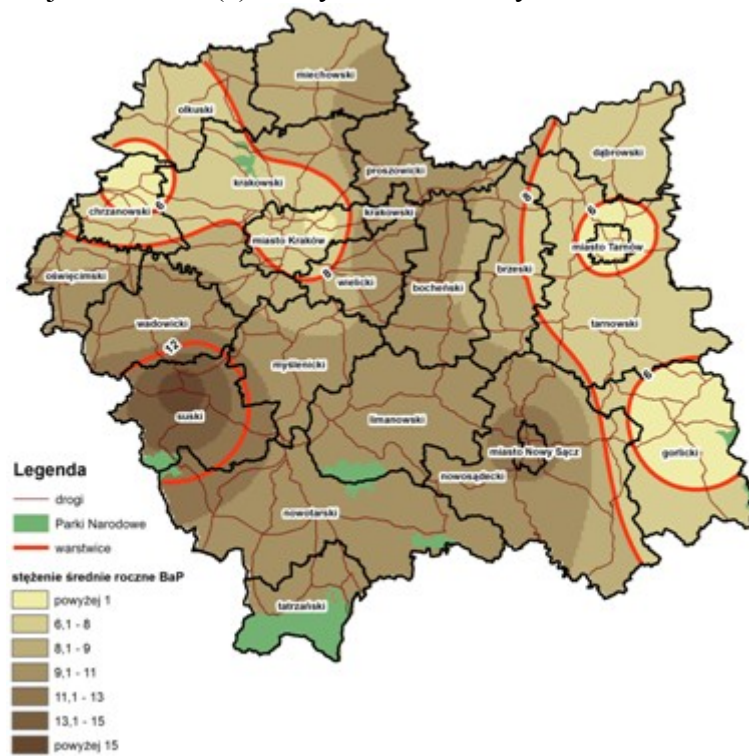 miechowski
olkuski
dąbrowski
proszowicki
krakowski
6
chrzanowski
6
krakowski
8
miasto Kraków
miasto Tarnów
8
oświęcimski
wielicki
bocheński
brzeski
wadowicki
tarnowski
12
myślenicki
6
suski
limanowski
miasto Nowy Sącz
gorlicki
nowosądecki
nowotarski
tatrzański
Legenda
drogi
Parki Narodowe
warstwice
stężenie średnie roczne BaP
powyżej 1
6,1 - 8
8,1 - 9
9,1 - 11
11,1 - 13
13,1 - 15
powyżej 15